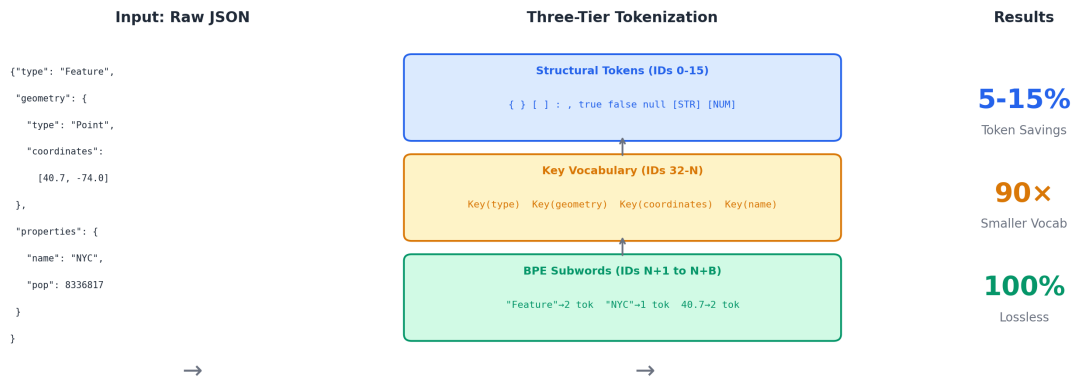 Input: Raw JSON
{"type": "Feature",
"geometry": {
"type": "Point",
"coordinates":
[40.7, -74.0]
},
"properties": {
"name": "NYC",
"pop": 8336817
}
}
→
Three-Tier Tokenization
Structural Tokens (IDs 0-15)
{ } [ ] : , true false null [STR] [NUM]
Key Vocabulary (IDs 32-N)
Key(type) Key(geometry) Key(coordinates) Key(name)
BPE Subwords (IDs N+1 to N+B)
"Feature"→2 tok "NYC"→1 tok 40.7→2 tok
→
Results
5-15%
Token Savings
90×
Smaller Vocab
100%
Lossless